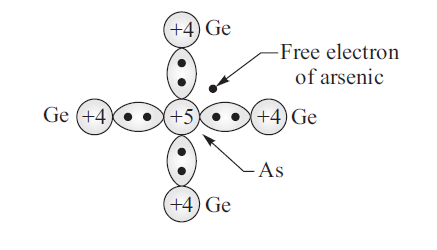 +4 Ge
Free electron
of arsenic
Ge +4 +5 +4 Ge
As
+4 Ge